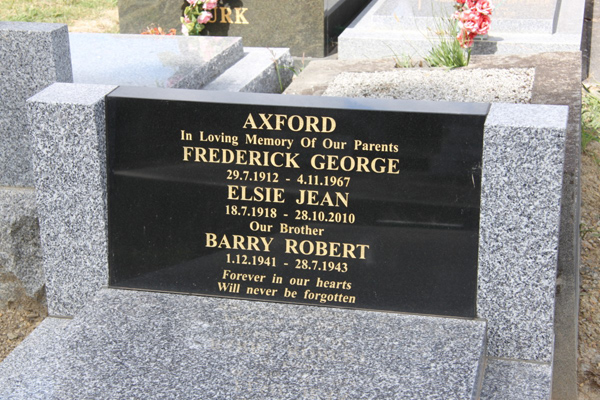 RK
AXFORD
In Loving Memory Of Our Parents
FREDERICK GEORGE
29.7.1912 - 4.11.1967
ELSIE JEAN
18.7.1918 - 28.10.2010
Our Brother
BARRY ROBERT
1.12.1941 - 28.7.1943
Forever in our hearts
Will never be forgotten